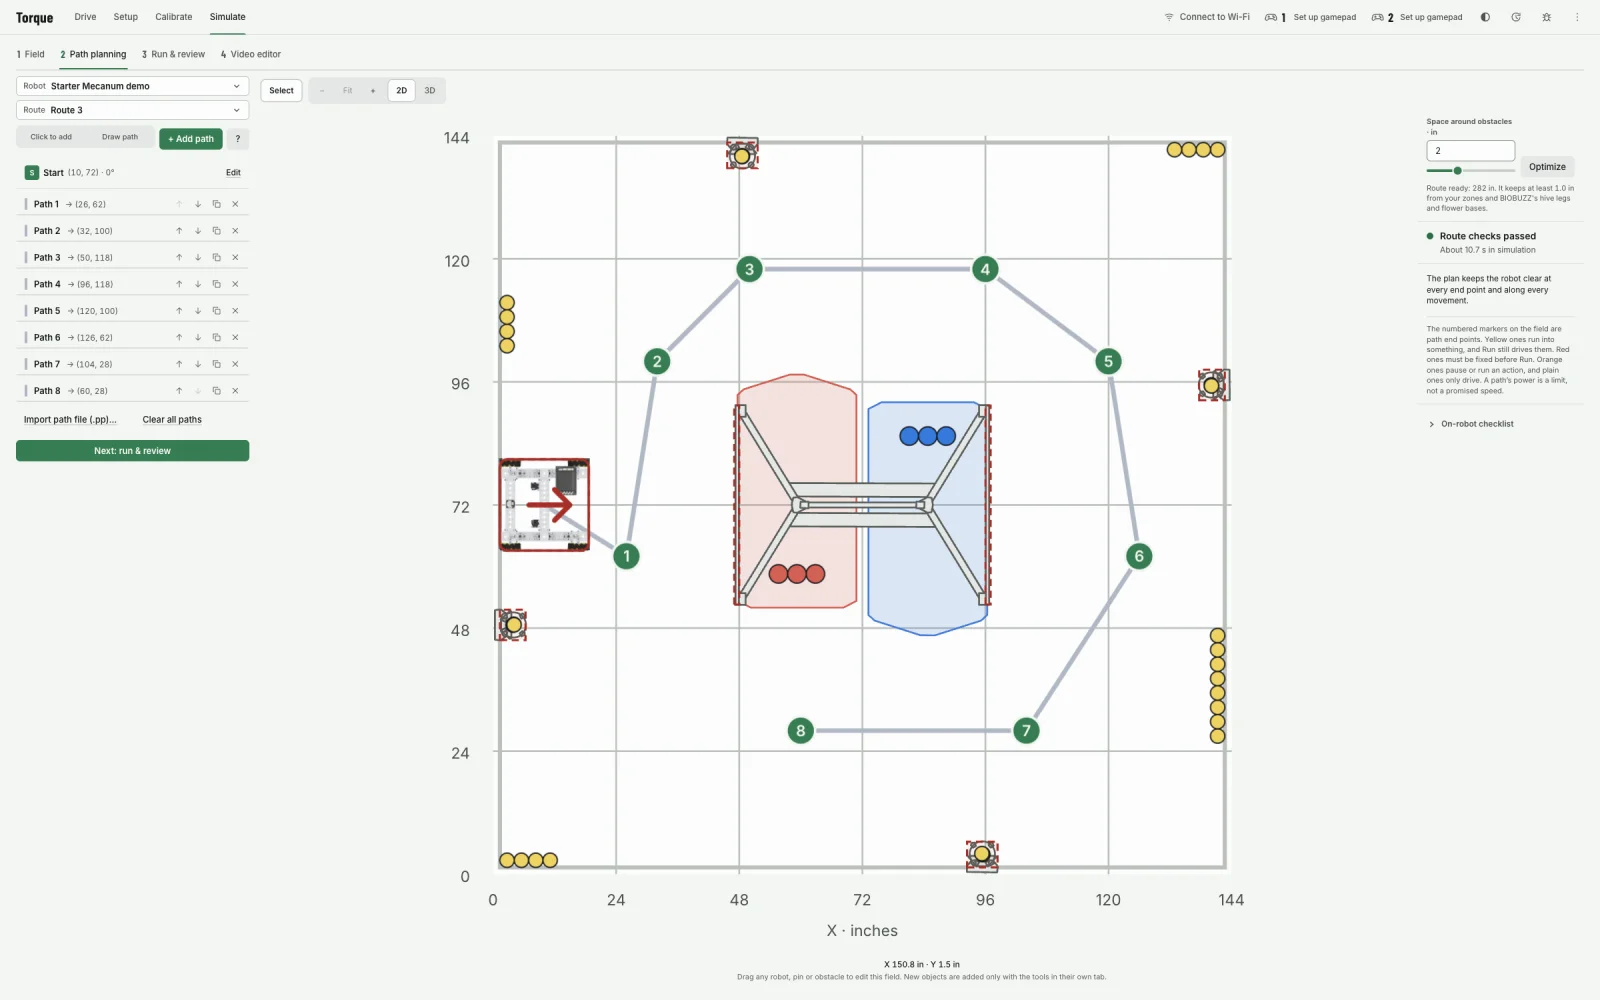 Torque
Drive
Setup
Calibrate
Simulate
Connect to Wi-Fi
1 Set up gamepad
2 Set up gamepad
1 Field
2 Path planning
3 Run & review
4 Video editor
Robot Starter Mecanum demo
Route Route 3
Click to add
Draw path
+ Add path
?
S Start (10, 72) · 0°
Edit
Path 1 → (26, 62)
Path 2 → (32, 100)
Path 3 → (50, 118)
Path 4 → (96, 118)
Path 5 → (120, 100)
Path 6 → (126, 62)
Path 7 → (104, 28)
Path 8 → (60, 28)
Import path file (.pp)...
Clear all paths
Next: run & review
Select
−
Fit
+
2D
3D
144
120
96
72
48
24
0
3
4
2
5
1
6
8
7
0
24
48
72
96
120
144
X · inches
X 150.8 in · Y 1.5 in
Drag any robot, pin or obstacle to edit this field. New objects are added only with the tools in their own tab.
Space around obstacles
· in
2
Optimize
Route ready: 282 in. It keeps at least 1.0 in
from your zones and BIOBUZZ's hive legs
and flower bases.
Route checks passed
About 10.7 s in simulation
The plan keeps the robot clear at
every end point and along every
movement.
The numbered markers on the field are
path end points. Yellow ones run into
something, and Run still drives them. Red
ones must be fixed before Run. Orange
ones pause or run an action, and plain
ones only drive. A path's power is a limit,
not a promised speed.
On-robot checklist